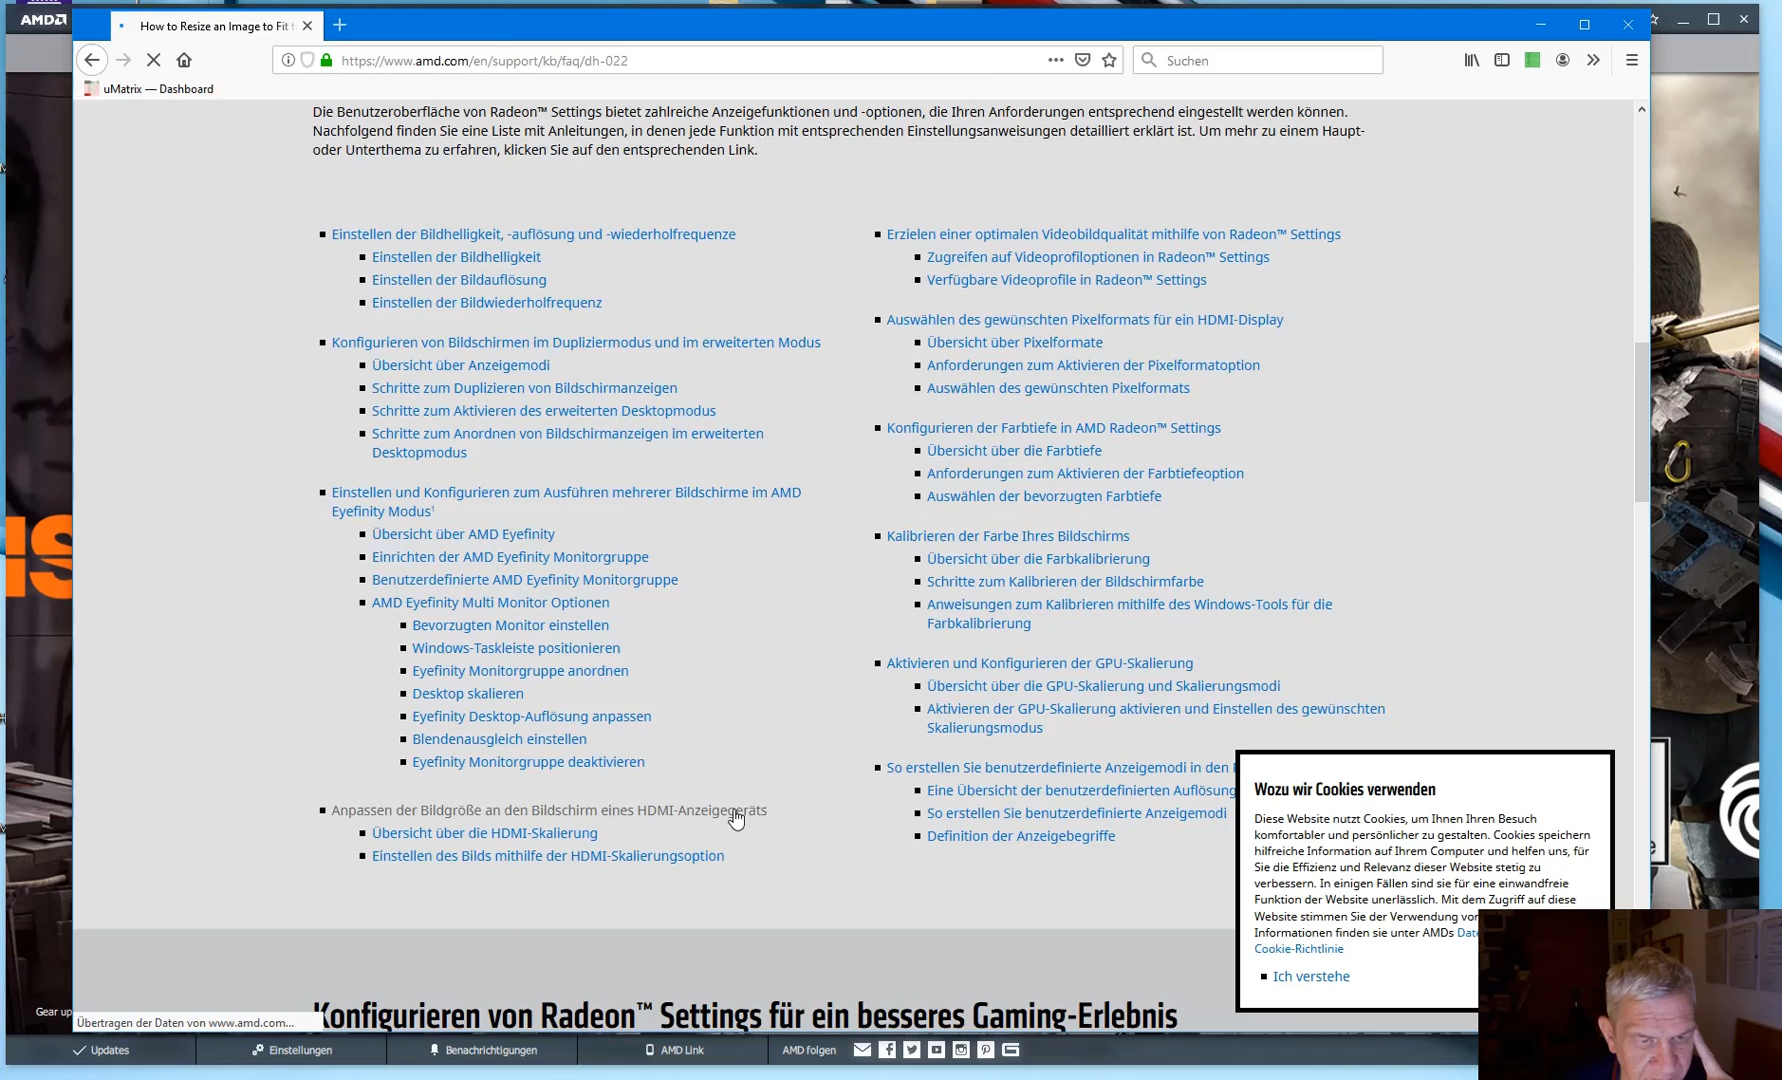 AMD
How to Resize an Image to Fit t
https://www.amd.com/en/support/kb/faq/dh-022
Suchen
uMatrix — Dashboard
Die Benutzeroberfläche von Radeon™ Settings bietet zahlreiche Anzeigefunktionen und -optionen, die Ihren Anforderungen entsprechend eingestellt werden können.
Nachfolgend finden Sie eine Liste mit Anleitungen, in denen jede Funktion mit entsprechenden Einstellungsanweisungen detailliert erklärt ist. Um mehr zu einem Haupt-
oder Unterthema zu erfahren, klicken Sie auf den entsprechenden Link.
Einstellen der Bildhelligkeit, -auflösung und -wiederholfrequenze
Einstellen der Bildhelligkeit
Einstellen der Bildauflösung
Einstellen der Bildwiederholfrequenz
Konfigurieren von Bildschirmen im Dupliziermodus und im erweiterten Modus
Übersicht über Anzeigemodi
Schritte zum Duplizieren von Bildschirmanzeigen
Schritte zum Aktivieren des erweiterten Desktopmodus
Schritte zum Anordnen von Bildschirmanzeigen im erweiterten
Desktopmodus
Einstellen und Konfigurieren zum Ausführen mehrerer Bildschirme im AMD
Eyefinity Modus¹
Übersicht über AMD Eyefinity
Einrichten der AMD Eyefinity Monitorgruppe
Benutzerdefinierte AMD Eyefinity Monitorgruppe
AMD Eyefinity Multi Monitor Optionen
Bevorzugten Monitor einstellen
Windows-Taskleiste positionieren
Eyefinity Monitorgruppe anordnen
Desktop skalieren
Eyefinity Desktop-Auflösung anpassen
Blendenausgleich einstellen
Eyefinity Monitorgruppe deaktivieren
Anpassen der Bildgröße an den Bildschirm eines HDMI-Anzeigegeräts
Übersicht über die HDMI-Skalierung
Einstellen des Bilds mithilfe der HDMI-Skalierungsoption
Erzielen einer optimalen Videobildqualität mithilfe von Radeon™ Settings
Zugreifen auf Videoprofiloptionen in Radeon™ Settings
Verfügbare Videoprofile in Radeon™ Settings
Auswählen des gewünschten Pixelformats für ein HDMI-Display
Übersicht über Pixelformate
Anforderungen zum Aktivieren der Pixelformatoption
Auswählen des gewünschten Pixelformats
Konfigurieren der Farbtiefe in AMD Radeon™ Settings
Übersicht über die Farbtiefe
Anforderungen zum Aktivieren der Farbtiefeoption
Auswählen der bevorzugten Farbtiefe
Kalibrieren der Farbe Ihres Bildschirms
Übersicht über die Farbkalibrierung
Schritte zum Kalibrieren der Bildschirmfarbe
Anweisungen zum Kalibrieren mithilfe des Windows-Tools für die
Farbkalibrierung
Aktivieren und Konfigurieren der GPU-Skalierung
Übersicht über die GPU-Skalierung und Skalierungsmodi
Aktivieren der GPU-Skalierung aktivieren und Einstellen des gewünschten
Skalierungsmodus
So erstellen Sie benutzerdefinierte Anzeigemodi in den
Eine Übersicht der benutzerdefinierten Auflösung
So erstellen Sie benutzerdefinierte Anzeigemodi
Definition der Anzeigebegriffe
Wozu wir Cookies verwenden
Diese Website nutzt Cookies, um Ihnen Ihren Besuch
komfortabler und persönlicher zu gestalten. Cookies speichern
hilfreiche Information auf Ihrem Computer und helfen uns, für
Sie die Effizienz und Relevanz dieser Website stetig zu
verbessern. In einigen Fällen sind sie für eine einwandfreie
Funktion der Website unerlässlich. Mit dem Zugriff auf diese
Website stimmen Sie der Verwendung vo
Informationen finden sie unter AMDs Date
Cookie-Richtlinie
Ich verstehe
Konfigurieren von Radeon™ Settings für ein besseres Gaming-Erlebnis
Gear up
Übertragen der Daten von www.amd.com...
Updates
Einstellungen
Benachrichtigungen
AMD Link
AMD folgen